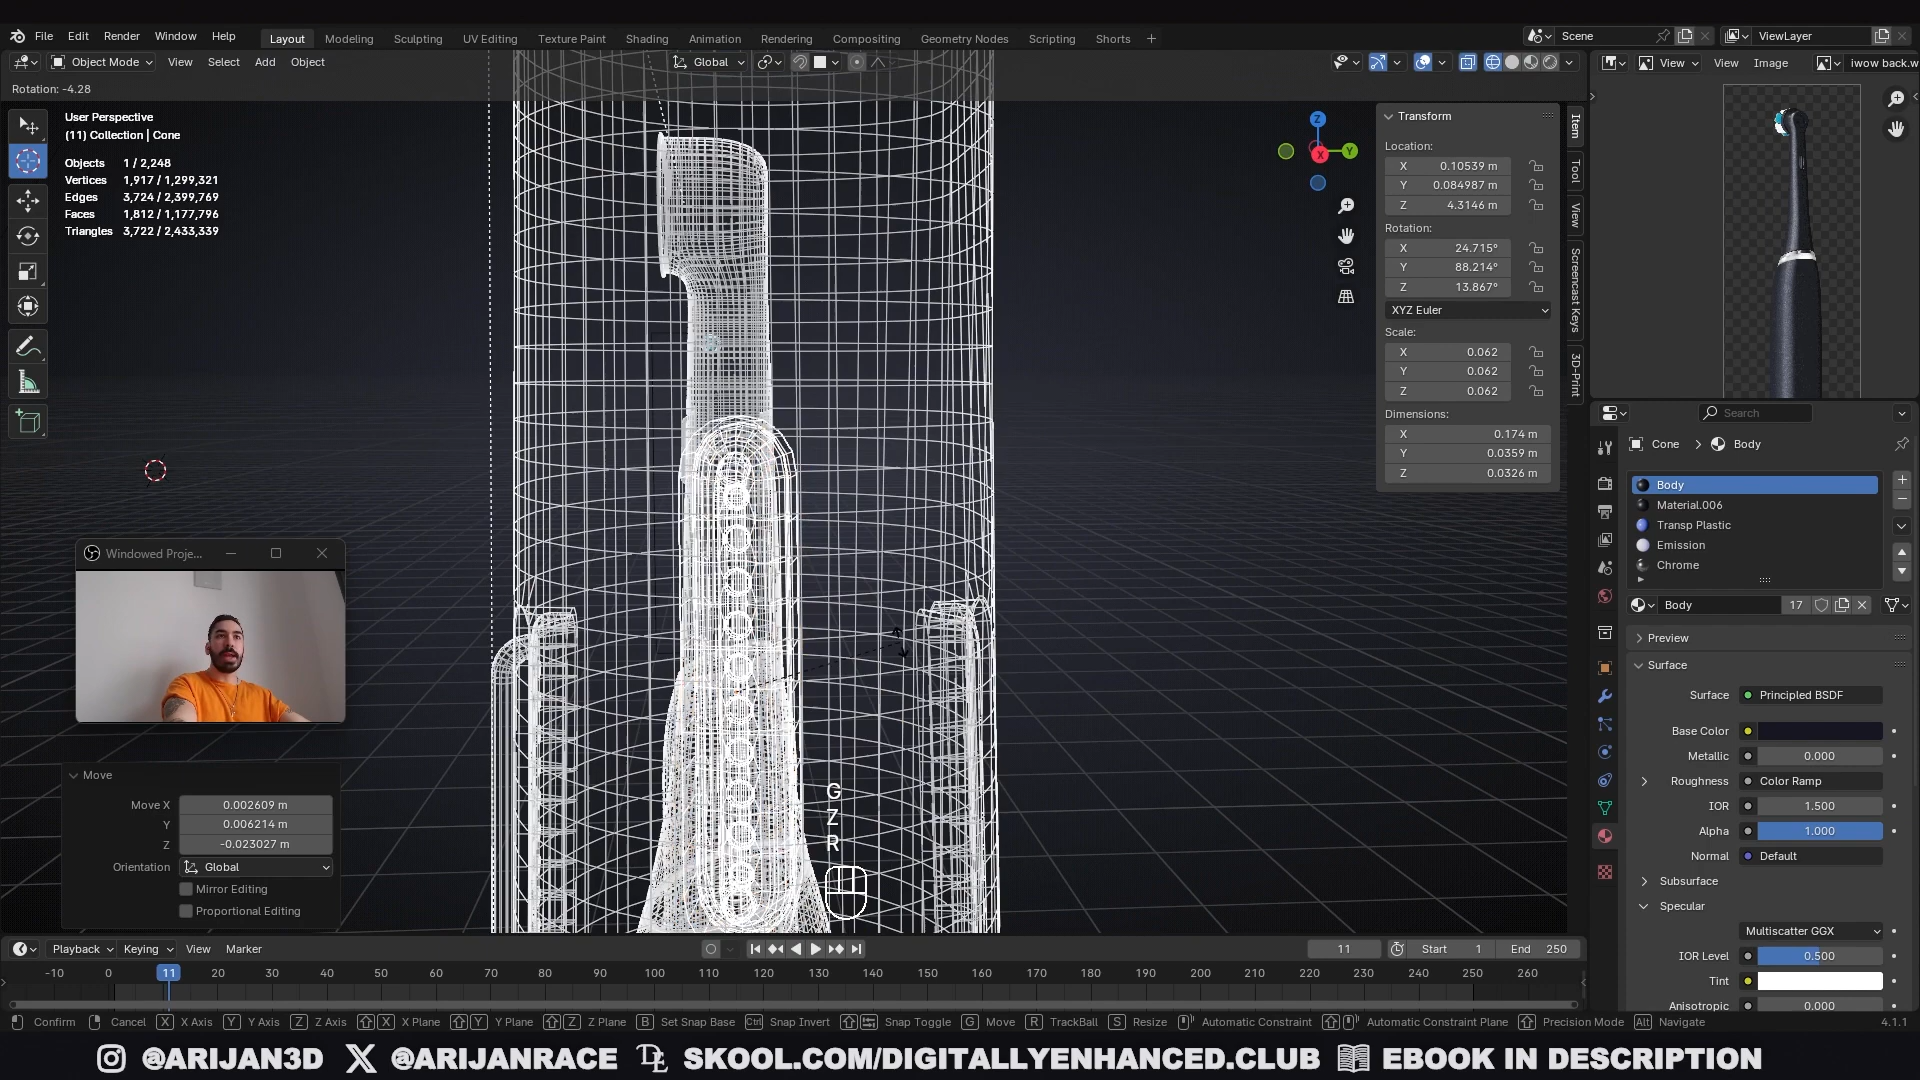 File Edit Render Window Help
Layout Modeling Sculpting UV Editing Texture Paint Shading Animation Rendering Compositing Geometry Nodes Scripting Shorts +
Scene
ViewLayer
Object Mode View Select Add Object
Global
View View Image iwow back.w
Rotation: -4.28
User Perspective
(11) Collection | Cone
Objects 1 / 2,248
Vertices 1,917 / 1,299,321
Edges 3,724 / 2,399,769
Faces 1,812 / 1,177,796
Triangles 3,722 / 2,433,339
Z
Y
X
Transform
Location:
X 0.10539 m
Y 0.084987 m
Z 4.3146 m
Rotation:
X 24.715°
Y 88.214°
Z 13.867°
XYZ Euler
Scale:
X 0.062
Y 0.062
Z 0.062
Dimensions:
X 0.174 m
Y 0.0359 m
Z 0.0326 m
Item
Tool
View
Screencast Keys
3D-Print
Search
Cone > Body
Body
Material.006
Transp Plastic
Emission
Chrome
Body 17
Preview
Surface
Surface Principled BSDF
Base Color
Metallic 0.000
Roughness Color Ramp
IOR 1.500
Alpha 1.000
Normal Default
Subsurface
Specular
Multiscatter GGX
IOR Level 0.500
Tint
Anisotropic 0.000
Windowed Proje...
Move
Move X 0.002609 m
Y 0.006214 m
Z -0.023027 m
Orientation Global
Mirror Editing
Proportional Editing
G
Z
R
Playback Keying View Marker
11 Start 1 End 250
-10 0 11 20 30 40 50 60 70 80 90 100 110 120 130 140 150 160 170 180 190 200 210 220 230 240 250 260
Confirm Cancel X X Axis Y Y Axis Z Z Axis X X Plane Y Y Plane Z Z Plane B Set Snap Base Ctrl Snap Invert Snap Toggle G Move R TrackBall S Resize Automatic Constraint Automatic Constraint Plane Precision Mode Alt Navigate 4.1.1
@ARIJAN3D @ARIJANRACE SKOOL.COM/DIGITALLYENHANCED.CLUB EBOOK IN DESCRIPTION